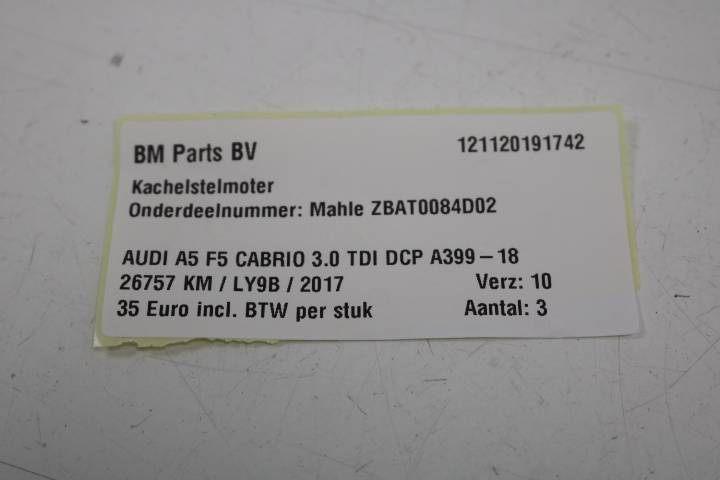 BM Parts BV 121120191742
Kachelstelmoter
Onderdeelnummer: Mahle ZBAT0084D02
AUDI A5 F5 CABRIO 3.0 TDI DCP A399 - 18
26757 KM / LY9B / 2017 Verz: 10
35 Euro incl. BTW per stuk Aantal: 3